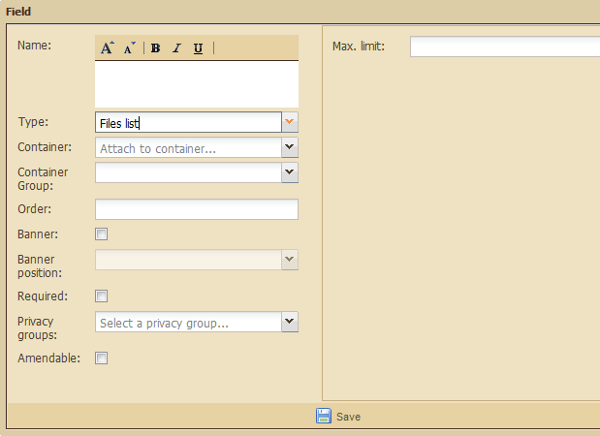 Field
Name:
A A B I U
Type: Files list
Container: Attach to container...
Container
Group:
Order:
Banner:
Banner
position:
Required:
Privacy
groups: Select a privacy group...
Amendable:
Max. limit:
Save